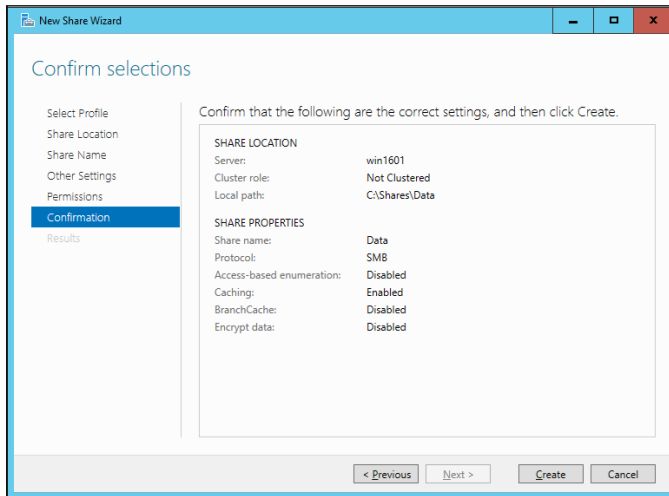 New Share Wizard
Confirm selections
Select Profile
Share Location
Share Name
Other Settings
Permissions
Confirmation
Results
Confirm that the following are the correct settings, and then click Create.
SHARE LOCATION
Server: win1601
Cluster role: Not Clustered
Local path: C:\Shares\Data
SHARE PROPERTIES
Share name: Data
Protocol: SMB
Access-based enumeration: Disabled
Caching: Enabled
BranchCache: Disabled
Encrypt data: Disabled
< Previous Next > Create Cancel